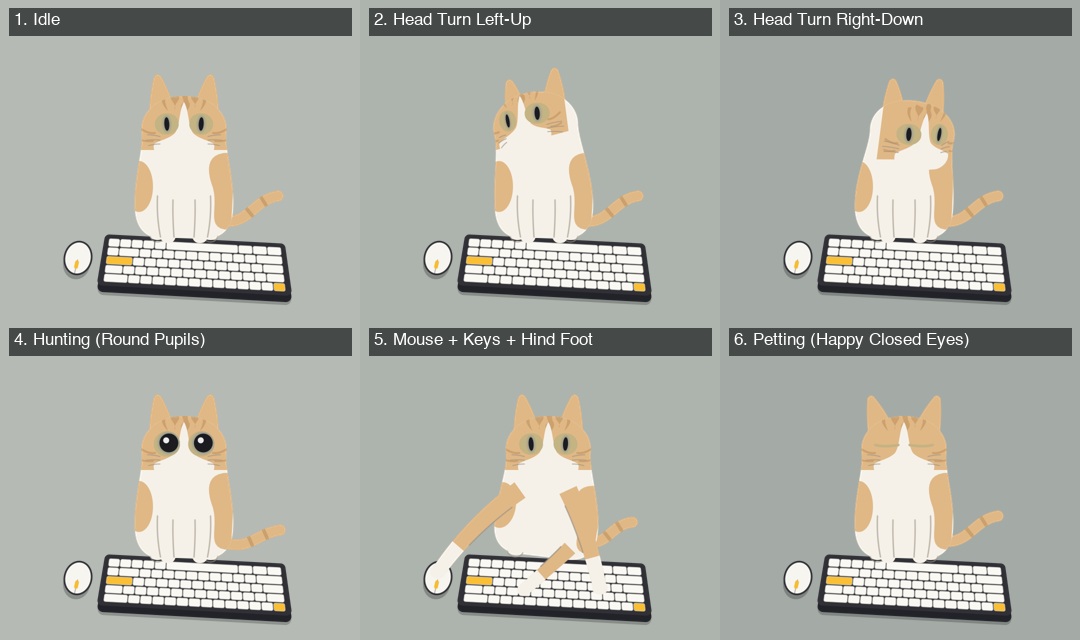 1. Idle
2. Head Turn Left-Up
3. Head Turn Right-Down
4. Hunting (Round Pupils)
5. Mouse + Keys + Hind Foot
6. Petting (Happy Closed Eyes)